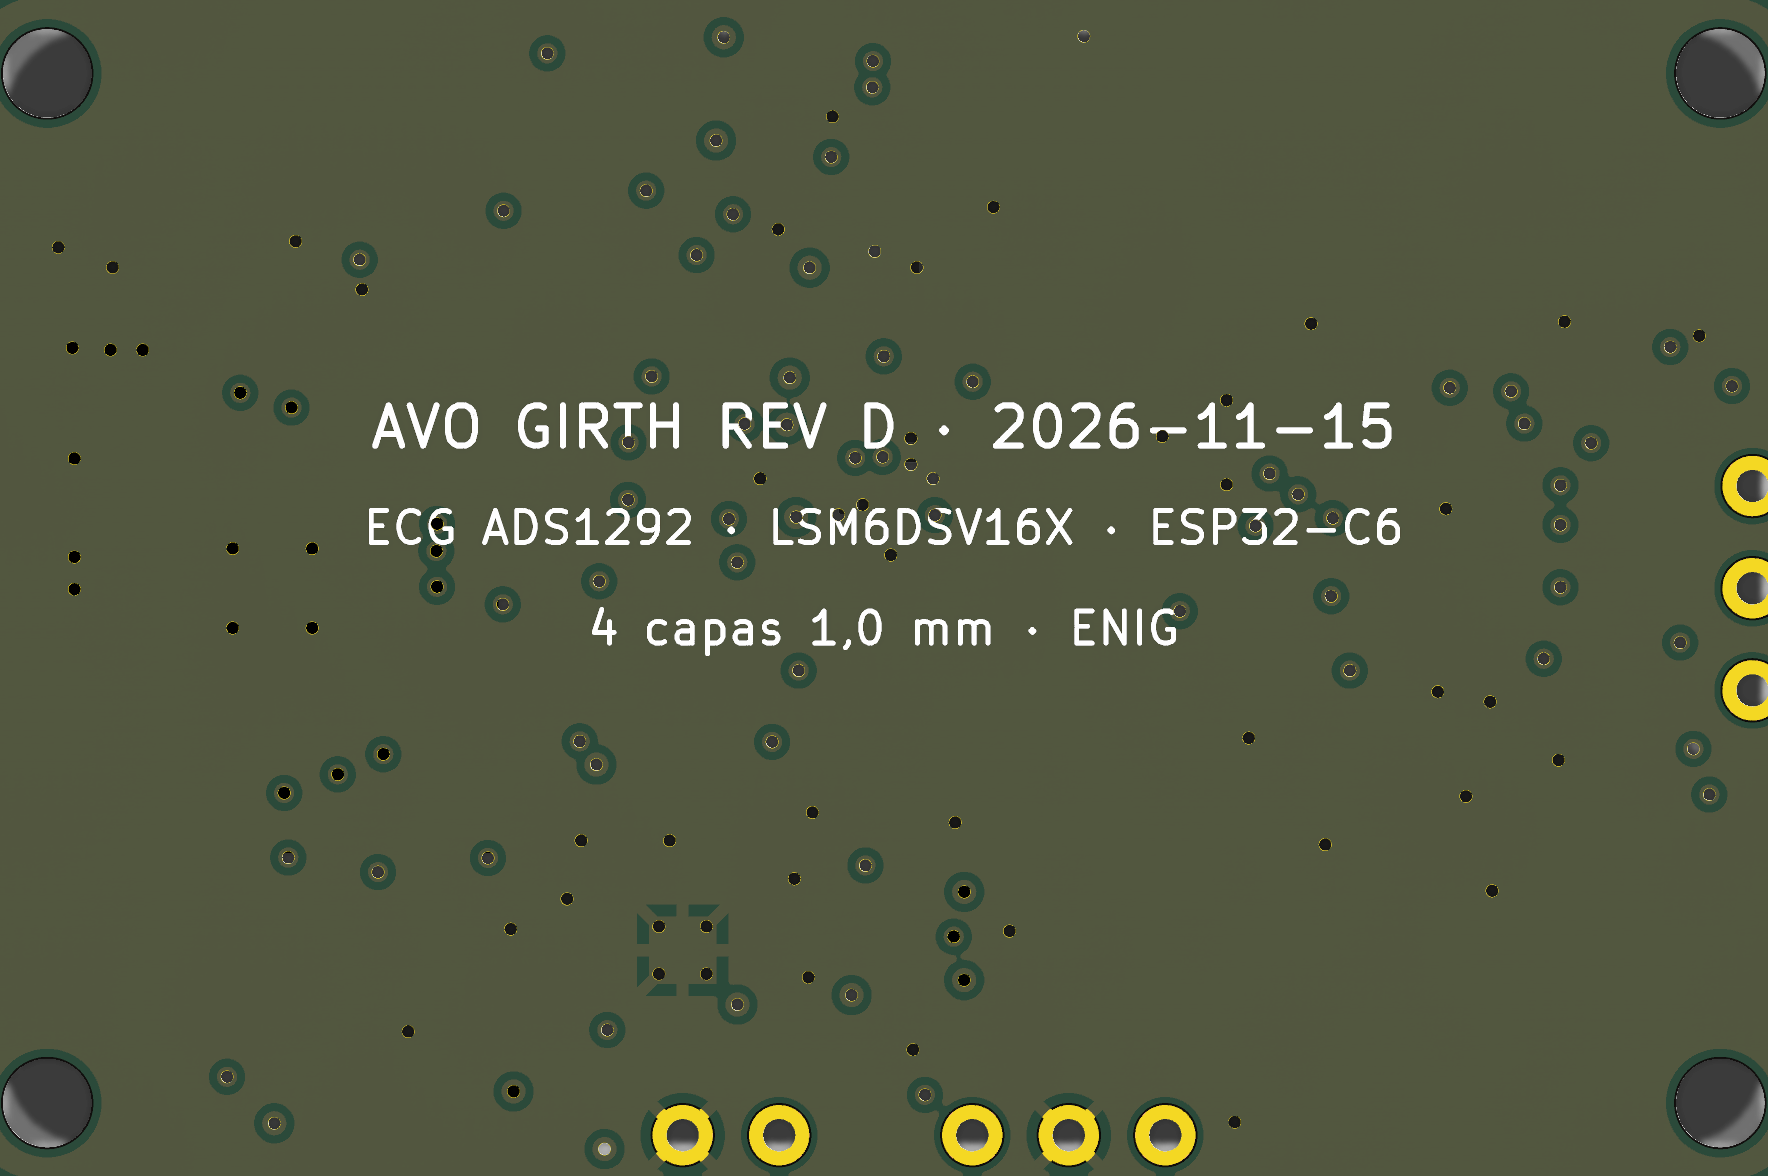 AVO GIRTH REV D · 2026-11-15
ECG ADS1292 · LSM6DSV16X · ESP32-C6
4 capas 1,0 mm · ENIG